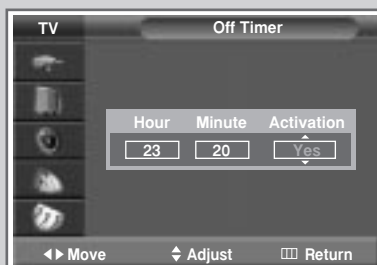 TV Off Timer
Hour Minute Activation
23 20 Yes
Move Adjust Return